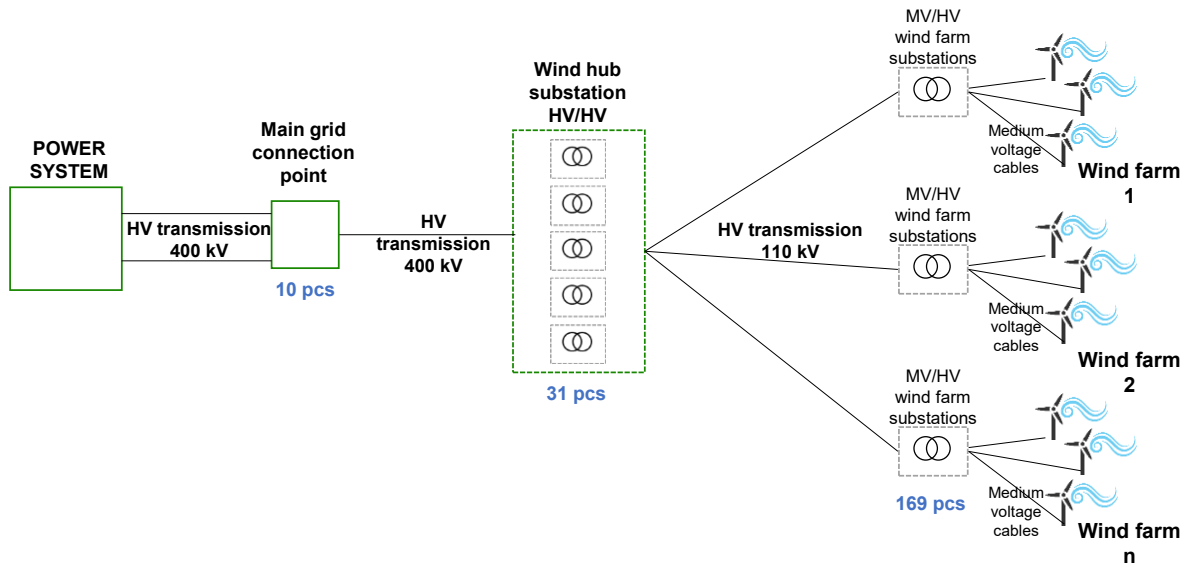 POWER
SYSTEM
HV transmission
400 kV
Main grid
connection
point
10 pcs
HV
transmission
400 kV
Wind hub
substation
HV/HV
31 pcs
HV transmission
110 kV
MV/HV
wind farm
substations
Medium
voltage
cables
Wind farm
1
MV/HV
wind farm
substations
Medium
voltage
cables
Wind farm
2
MV/HV
wind farm
substations
169 pcs
Medium
voltage
cables
Wind farm
n